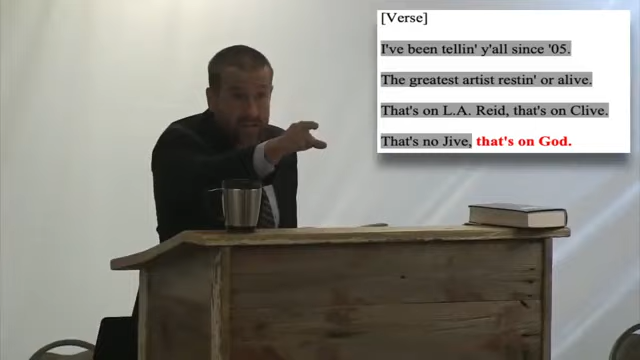 [Verse]
I've been tellin' y'all since '05.
The greatest artist restin' or alive.
That's on L.A. Reid, that's on Clive.
That's no Jive, that's on God.